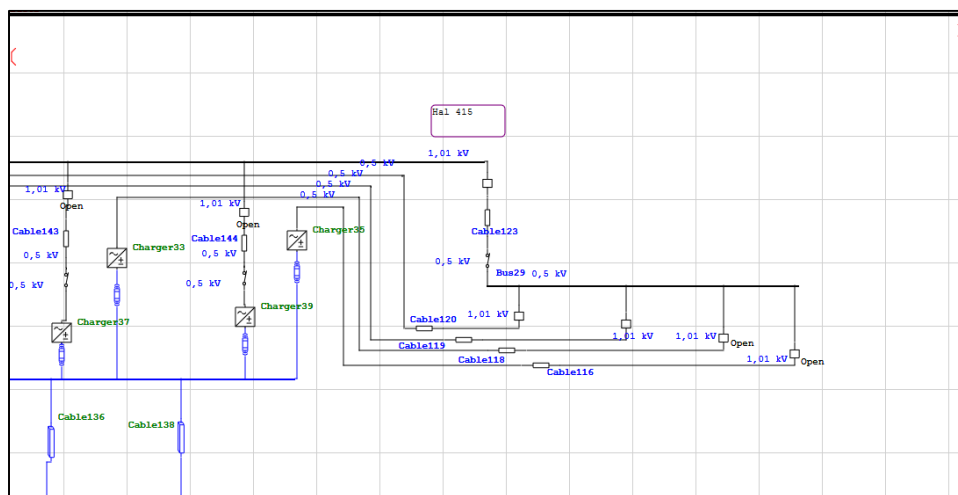 Hal 415
1,01 kV
0,5 kV
0,5 kV
0,5 kV
1,01 kV
Open
1,01 kV
Open
Cable143
Charger33
Cable144
Charger35
Cable123
0,5 kV
0,5 kV
0,5 kV
Bus29
0,5 kV
0,5 kV
0,5 kV
Charger39
Charger37
Cable120
1,01 kV
Cable119
1,01 kV
1,01 kV
Open
Cable118
1,01 kV
Open
Cable116
Cable136
Cable138